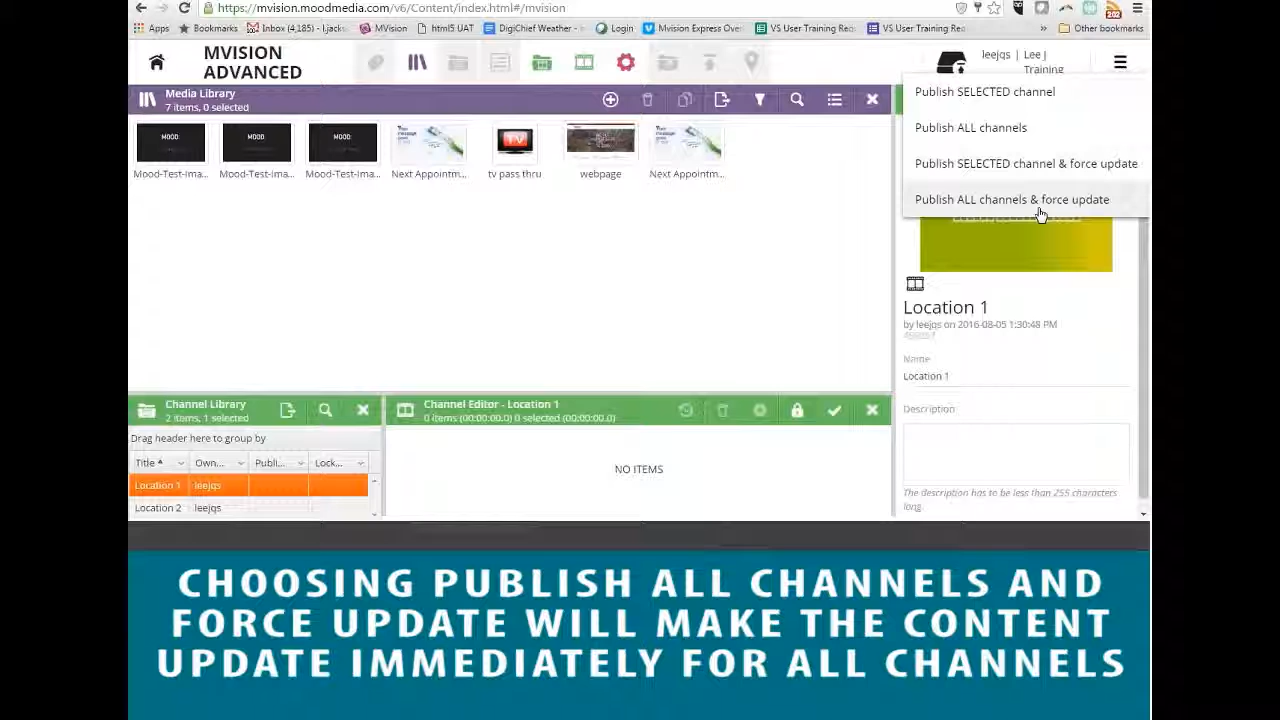 https://mvision.moodmedia.com/v6/Content/index.html#/mvision
Apps Bookmarks Inbox (4,185) - ljacks MVision html5 UAT DigiChief Weather - Login Mvision Express Over VS User Training Req VS User Training Req » Other bookmarks
202
MVISION
ADVANCED
leejqs | Lee J
Training
Publish SELECTED channel
Publish ALL channels
Publish SELECTED channel & force update
Publish ALL channels & force update
Media Library
7 items, 0 selected
MOOD MOOD MOOD TV
Mood-Test-Ima... Mood-Test-Ima... Mood-Test-Ima... Next Appointm... tv pass thru webpage Next Appointm...
Location 1
by leejqs on 2016-08-05 1:30:48 PM
Name
Location 1
Description
The description has to be less than 255 characters
long.
Channel Library
2 items, 1 selected
Drag header here to group by
Title Own... Publi... Lock...
Location 1 leejqs
Location 2 leejqs
Channel Editor - Location 1
0 items (00:00:00.0) 0 selected (00:00:00.0)
NO ITEMS
CHOOSING PUBLISH ALL CHANNELS AND
FORCE UPDATE WILL MAKE THE CONTENT
UPDATE IMMEDIATELY FOR ALL CHANNELS